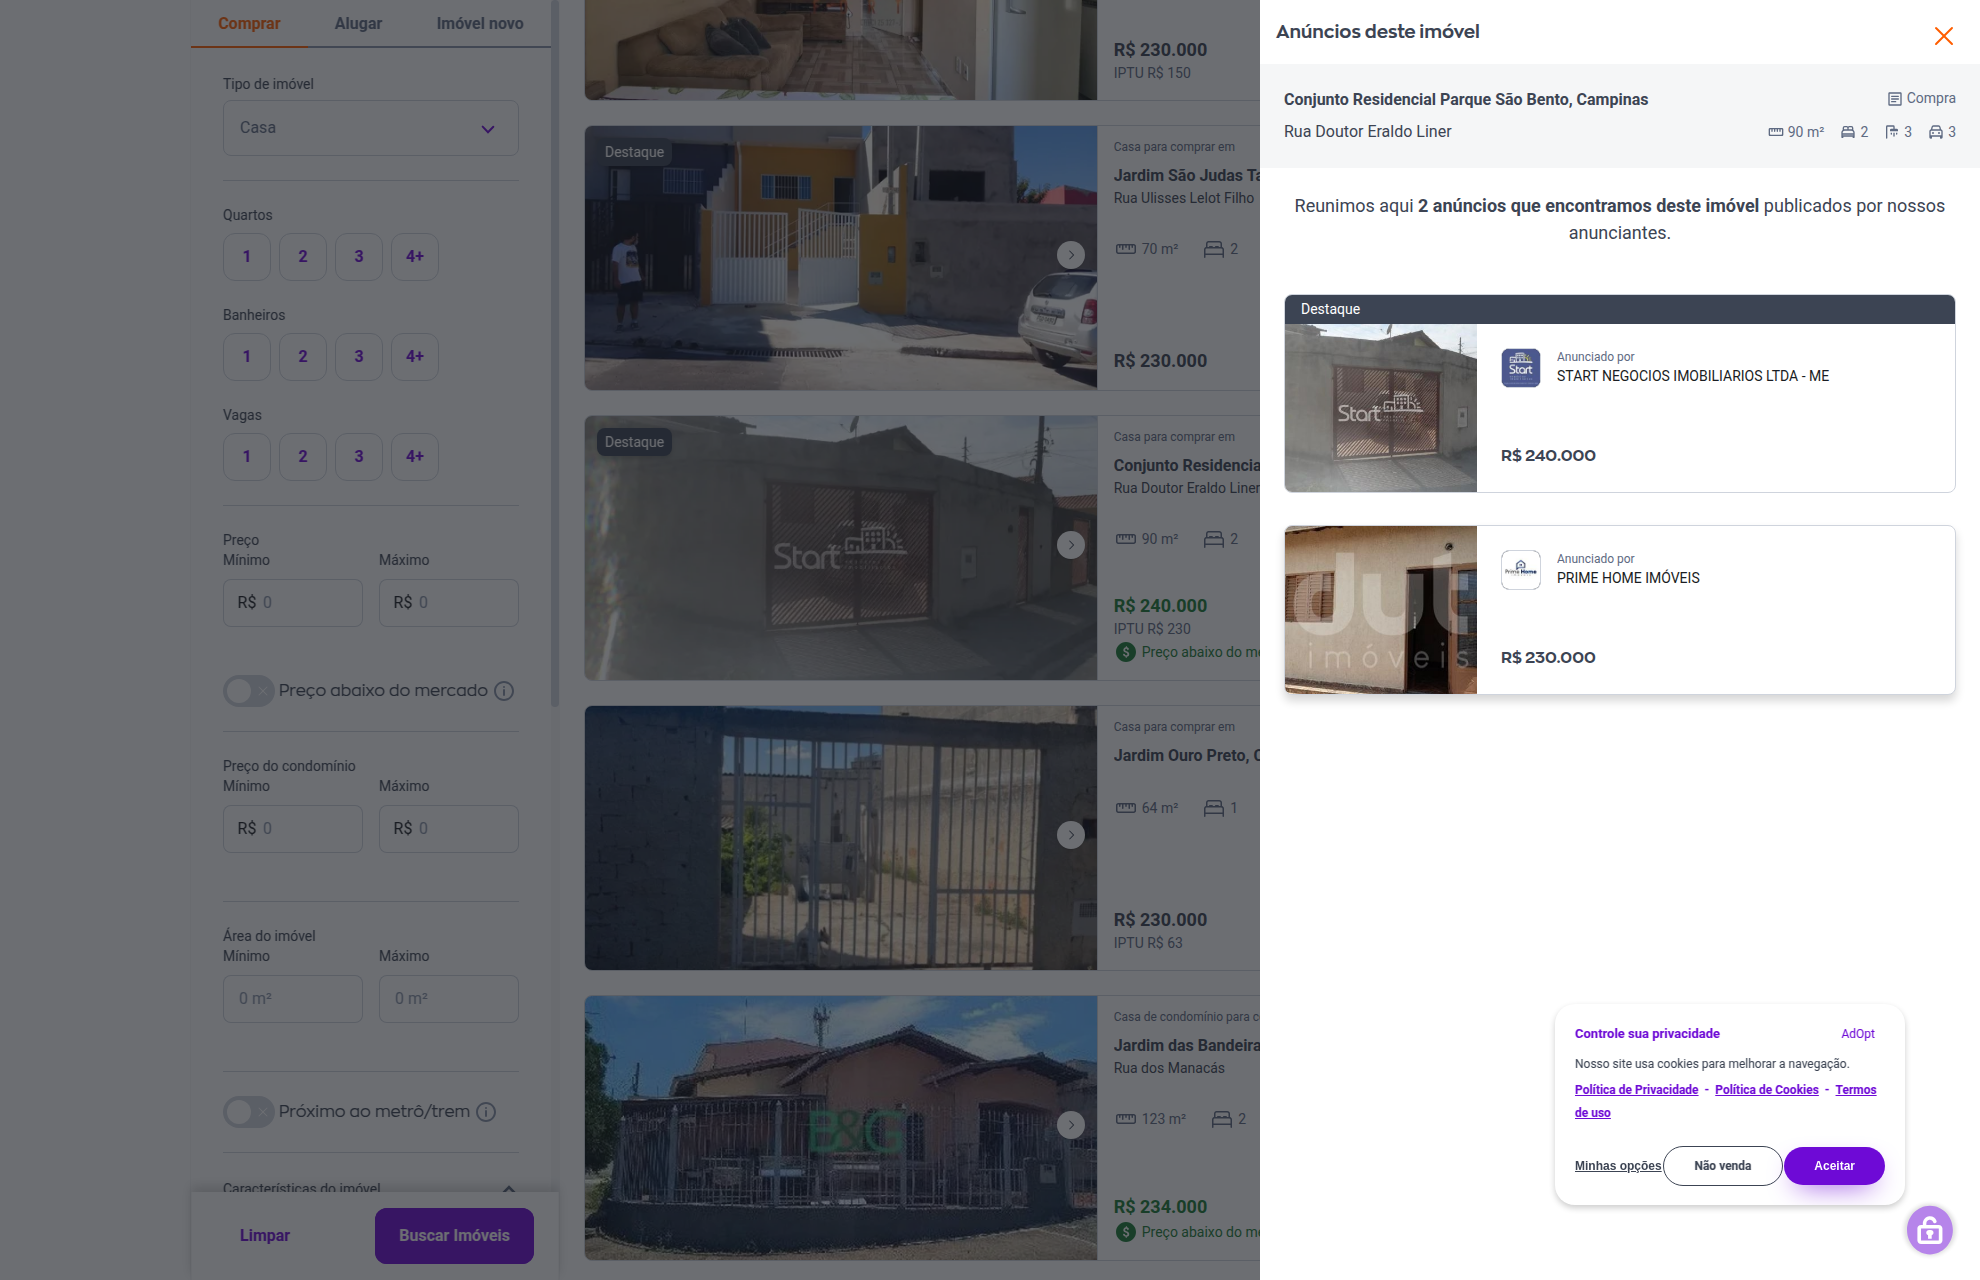 Comprar
Alugar
Imóvel novo
Tipo de imóvel
Casa
Quartos
1
2
3
4+
Banheiros
1
2
3
4+
Vagas
1
2
3
4+
Preço
Mínimo
Máximo
R$ 0
R$ 0
Preço abaixo do mercado
Preço do condomínio
Mínimo
Máximo
R$ 0
R$ 0
Área do imóvel
Mínimo
Máximo
0 m²
0 m²
Próximo ao metrô/trem
Características do imóvel
Limpar
Buscar Imóveis
R$ 230.000
IPTU R$ 150
Destaque
Casa para comprar em
Jardim São Judas Ta
Rua Ulisses Lelot Filho
70 m²
2
R$ 230.000
Destaque
Start
Casa para comprar em
Conjunto Residencia
Rua Doutor Eraldo Liner
90 m²
2
R$ 240.000
IPTU R$ 230
Preço abaixo do me
Casa para comprar em
Jardim Ouro Preto, C
64 m²
1
R$ 230.000
IPTU R$ 63
B&G
Casa de condomínio para c
Jardim das Bandeira
Rua dos Manacás
123 m²
2
R$ 234.000
Preço abaixo do me
Anúncios deste imóvel
Conjunto Residencial Parque São Bento, Campinas
Compra
Rua Doutor Eraldo Liner
90 m²
2
3
3
Reunimos aqui 2 anúncios que encontramos deste imóvel publicados por nossos
anunciantes.
Destaque
Start
Start
Anunciado por
START NEGOCIOS IMOBILIARIOS LTDA - ME
R$ 240.000
dut
imóveis
Prime Home
Anunciado por
PRIME HOME IMÓVEIS
R$ 230.000
Controle sua privacidade
AdOpt
Nosso site usa cookies para melhorar a navegação.
Política de Privacidade - Política de Cookies - Termos
de uso
Minhas opções
Não venda
Aceitar